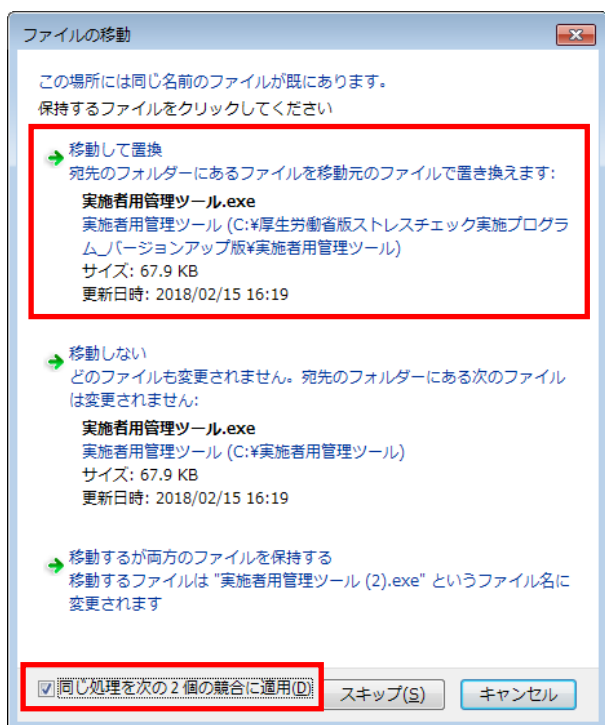 ファイルの移動
この場所には同じ名前のファイルが既にあります。
保持するファイルをクリックしてください
移動して置換
宛先のフォルダーにあるファイルを移動元のファイルで置き換えます:
実施者用管理ツール.exe
実施者用管理ツール (C:¥厚生労働省版ストレスチェック実施プログラ
ム_バージョンアップ版¥実施者用管理ツール)
サイズ: 67.9 KB
更新日時: 2018/02/15 16:19
移動しない
どのファイルも変更されません。宛先のフォルダーにある次のファイル
は変更されません:
実施者用管理ツール.exe
実施者用管理ツール (C:¥実施者用管理ツール)
サイズ: 67.9 KB
更新日時: 2018/02/15 16:19
移動するが両方のファイルを保持する
移動するファイルは "実施者用管理ツール (2).exe" というファイル名に
変更されます
同じ処理を次の 2 個の競合に適用(D)
スキップ(S)
キャンセル